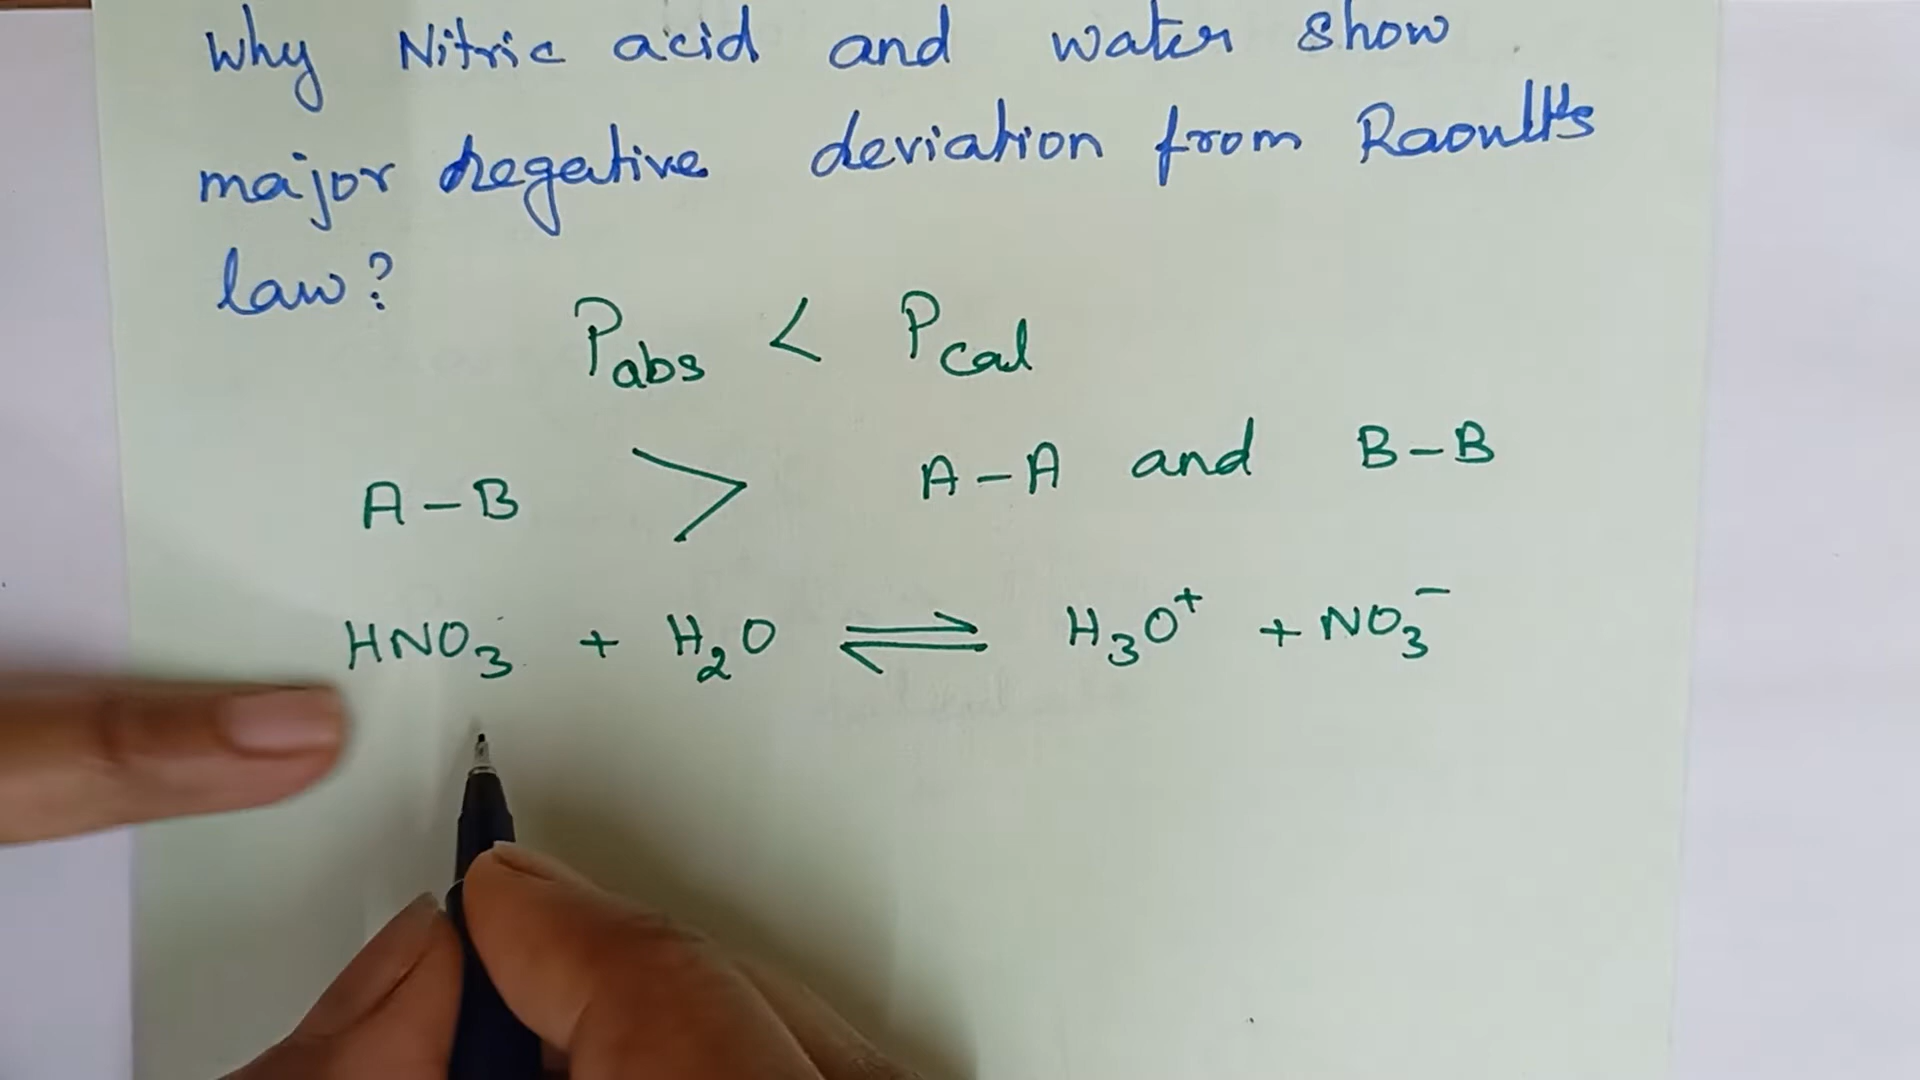 Why Nitric acid and water show
major negative deviation from Raoult's
law?
Pabs < Pcal
A-B > A-A and B-B
HNO3 + H2O ⇌ H3O+ + NO3-